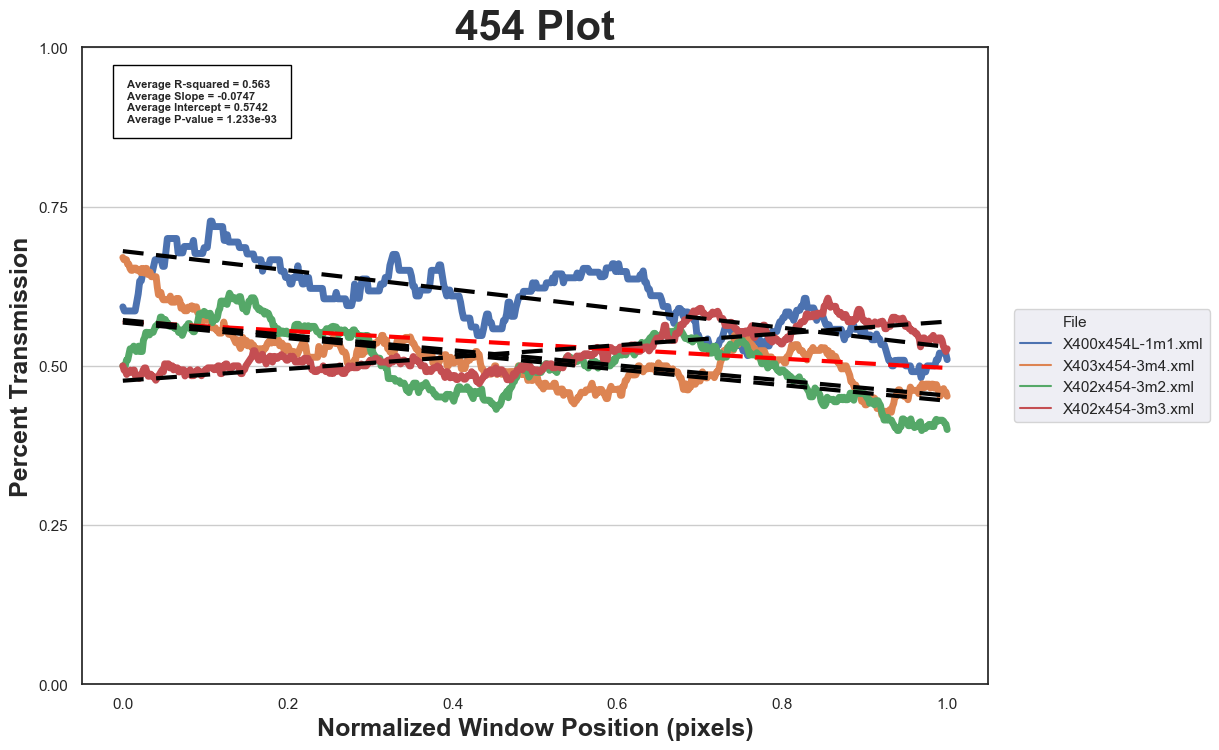 454 Plot
1.00
Average R-squared = 0.563
Average Slope = -0.0747
Average Intercept = 0.5742
Average P-value = 1.233e-93
0.75
Percent Transmission
0.50
0.25
0.00
File
X400x454L-1m1.xml
X403x454-3m4.xml
X402x454-3m2.xml
X402x454-3m3.xml
0.0 0.2 0.4 0.6 0.8 1.0
Normalized Window Position (pixels)